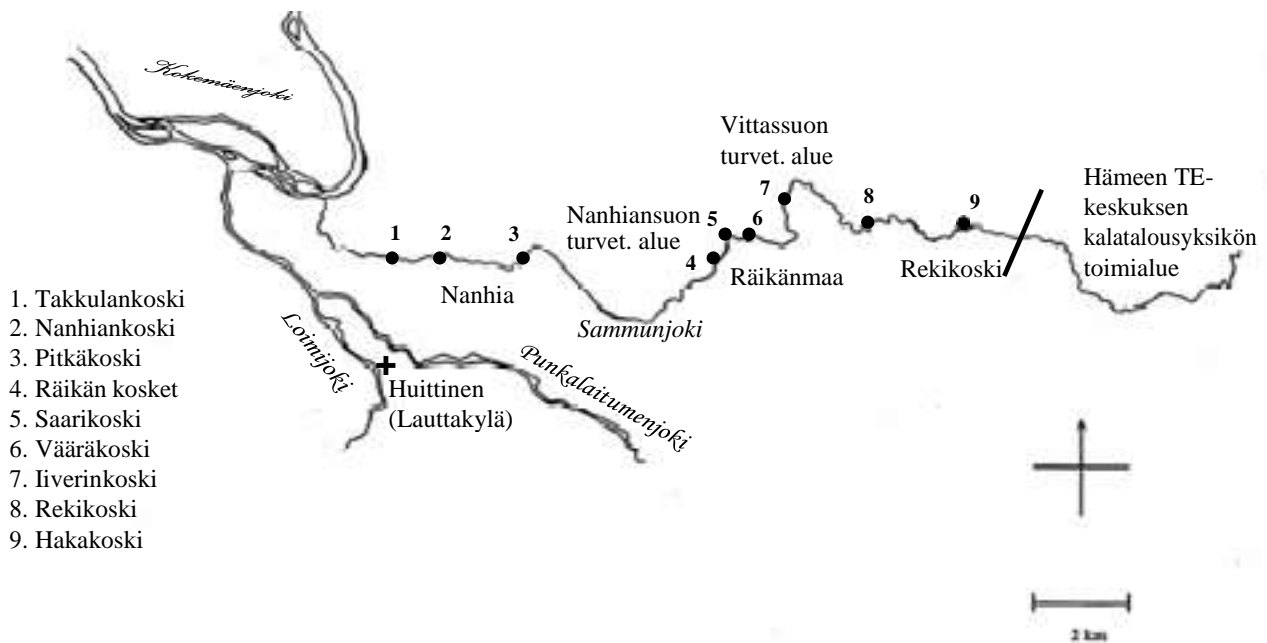 Kokemäenjoki
Vittassuon
turvet. alue
7
8
9
Hämeen TE-
keskuksen
kalatalousyksikön
toimialue
Nanhiansuon
turvet. alue
5
6
1
2
3
4
Räikänmaa
Rekikoski
Nanhia
Sammunjoki
1. Takkulankoski
2. Nanhiankoski
3. Pitkäkoski
4. Räikän kosket
5. Saarikoski
6. Vääräkoski
7. Iiverinkoski
8. Rekikoski
9. Hakakoski
Loimijoki
Huittinen
(Lauttakylä)
Punkalaitumenjoki
2 km